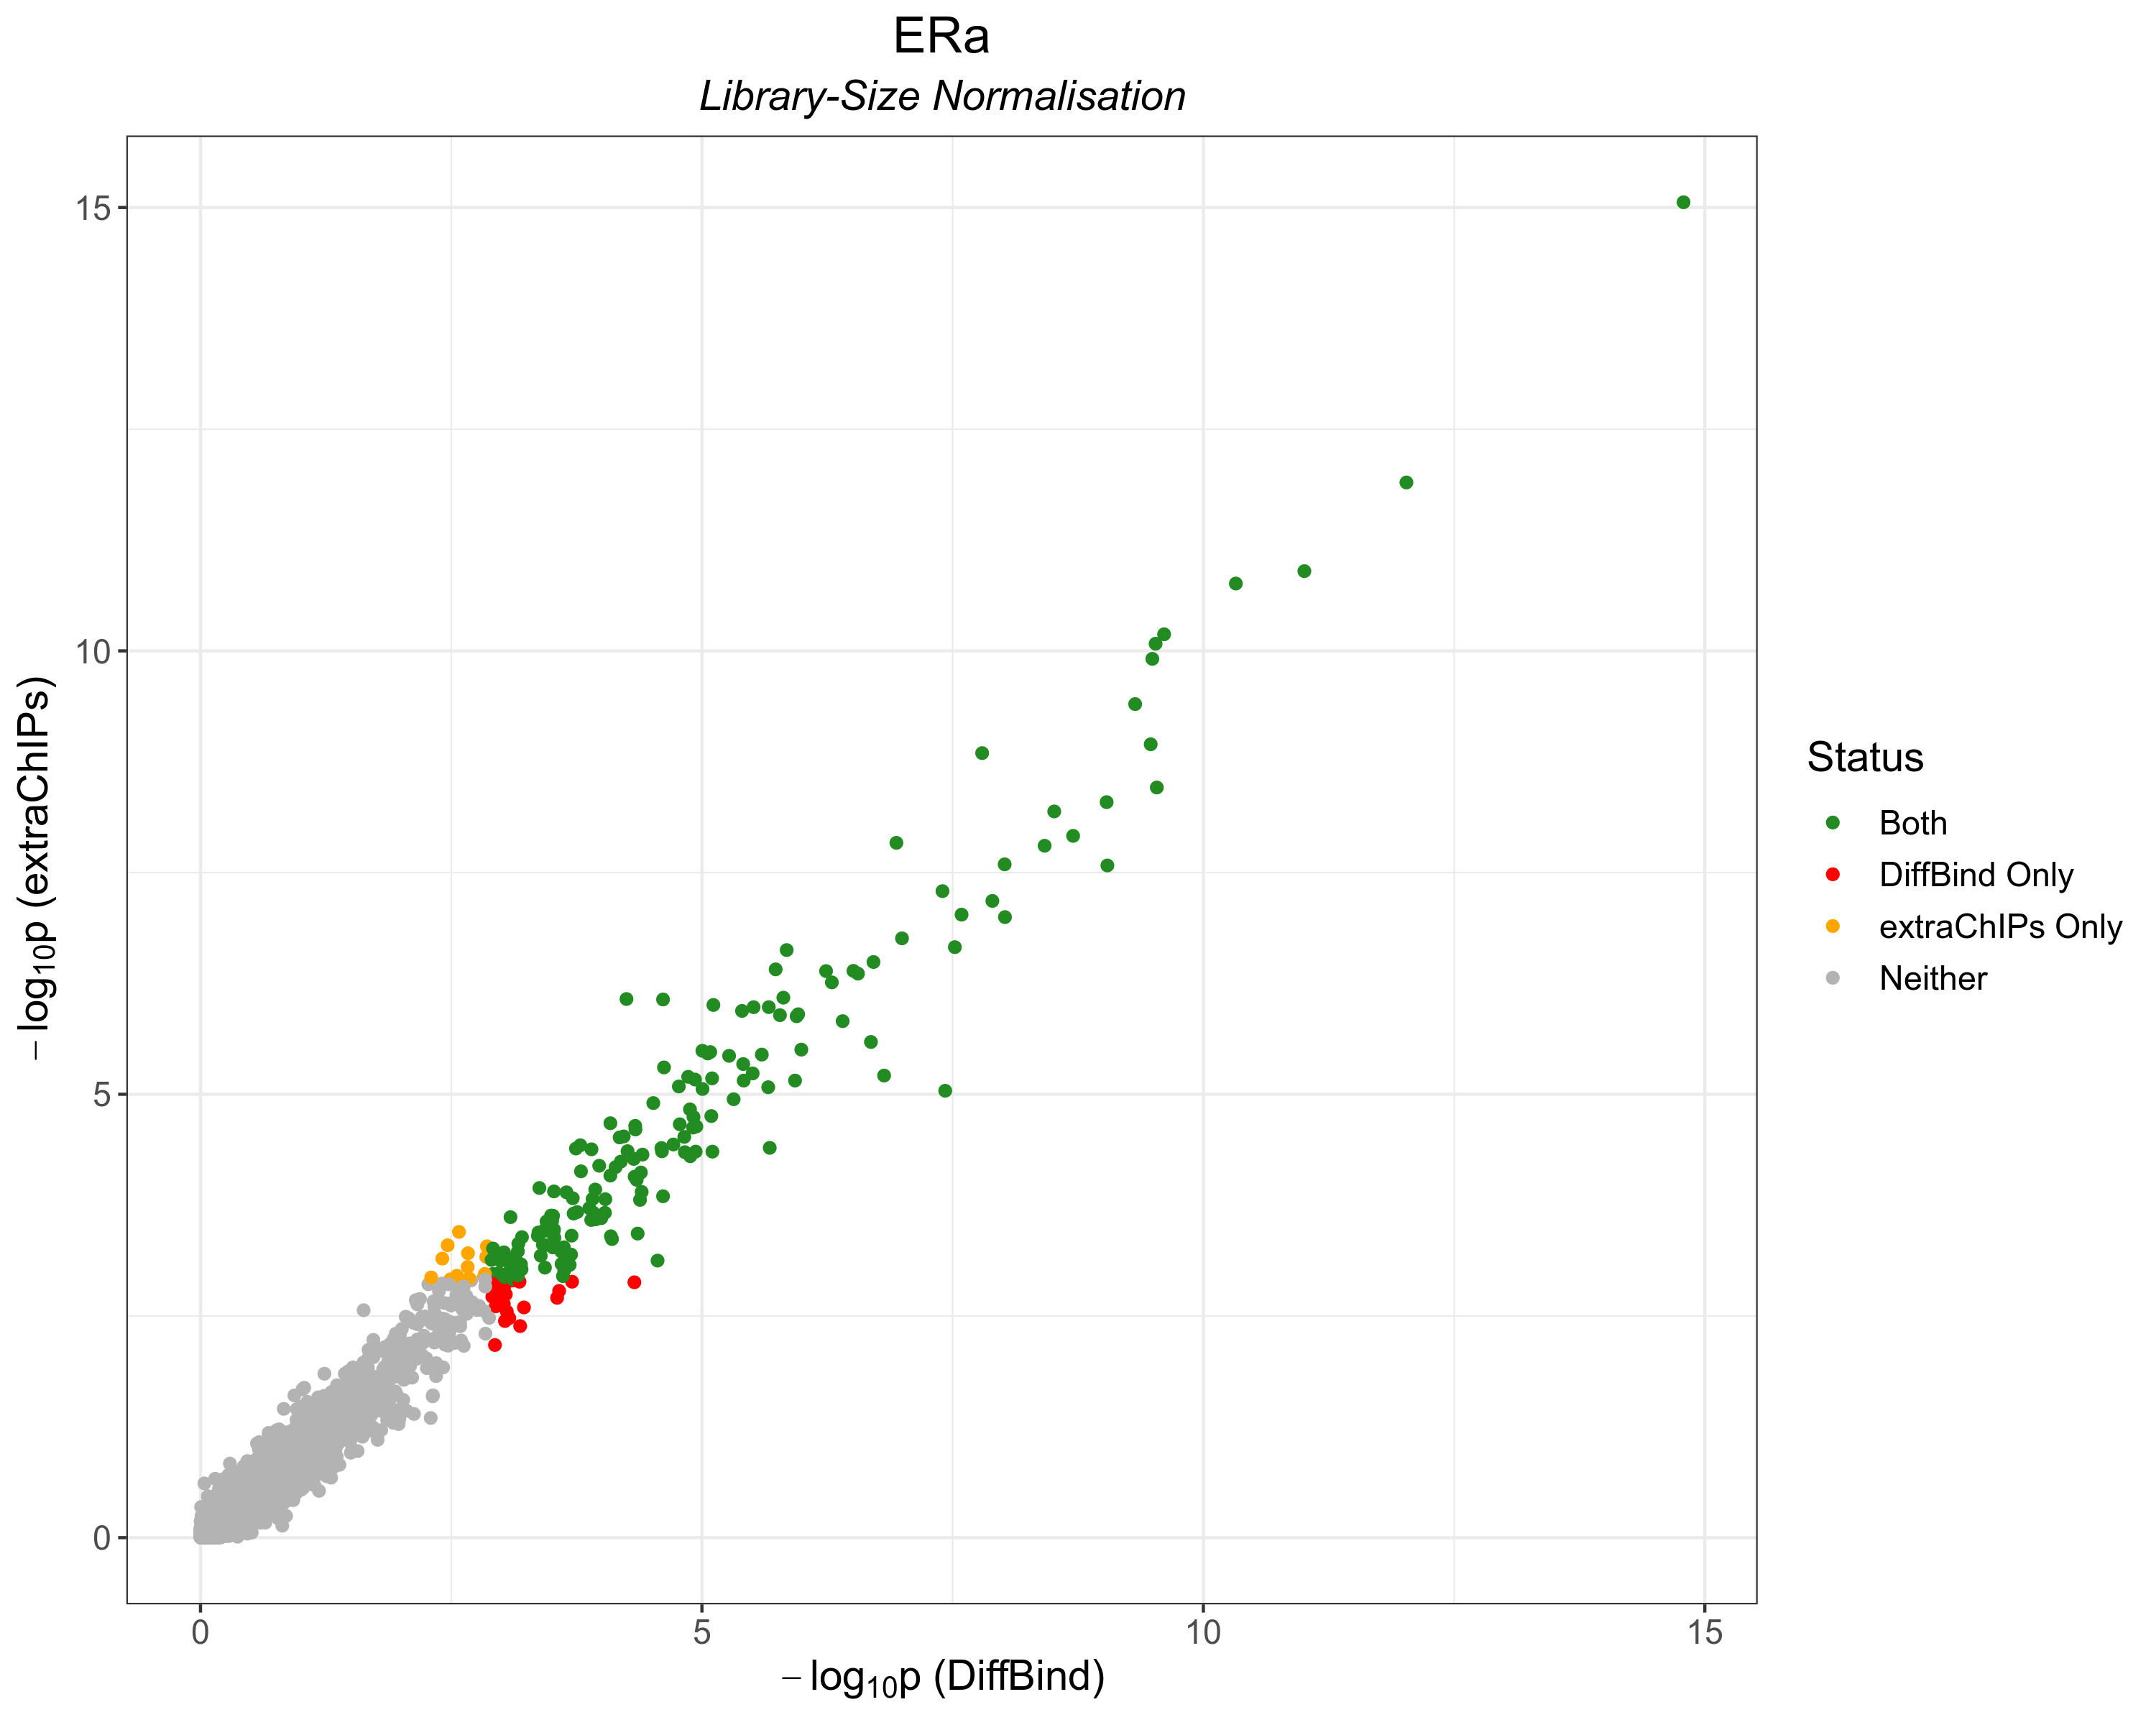 ERa
Library-Size Normalisation
15
10
5
0
− log10p (extraChIPs)
0 5 10 15
− log10p (DiffBind)
Status
Both
DiffBind Only
extraChIPs Only
Neither